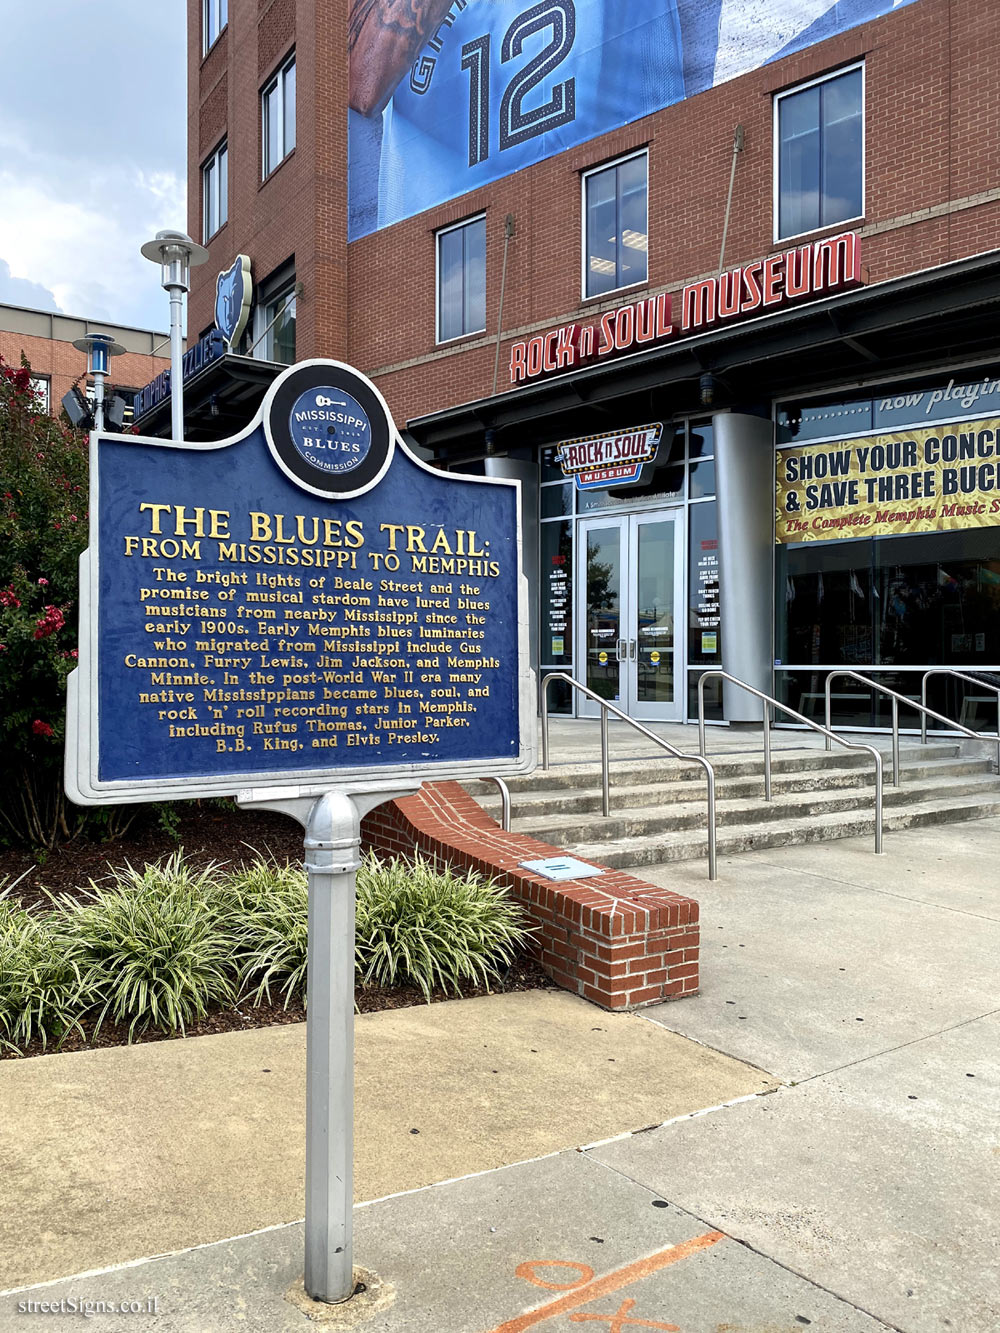 12
ROCK 'n' SOUL MUSEUM
MEMPHIS GRIZZLIES
now playin
ROCK 'n' SOUL
MUSEUM
SHOW YOUR CONC
& SAVE THREE BUC
The Complete Memphis Music S
MISSISSIPPI
BLUES
COMMISSION
THE BLUES TRAIL:
FROM MISSISSIPPI TO MEMPHIS
The bright lights of Beale Street and the
promise of musical stardom have lured blues
musicians from nearby Mississippi since the
early 1900s. Early Memphis blues luminaries
who migrated from Mississippi include Gus
Cannon, Furry Lewis, Jim Jackson, and Memphis
Minnie. In the post-World War II era many
native Mississippians became blues, soul, and
rock 'n' roll recording stars in Memphis,
including Rufus Thomas, Junior Parker,
B.B. King, and Elvis Presley.
streetSigns.co.il